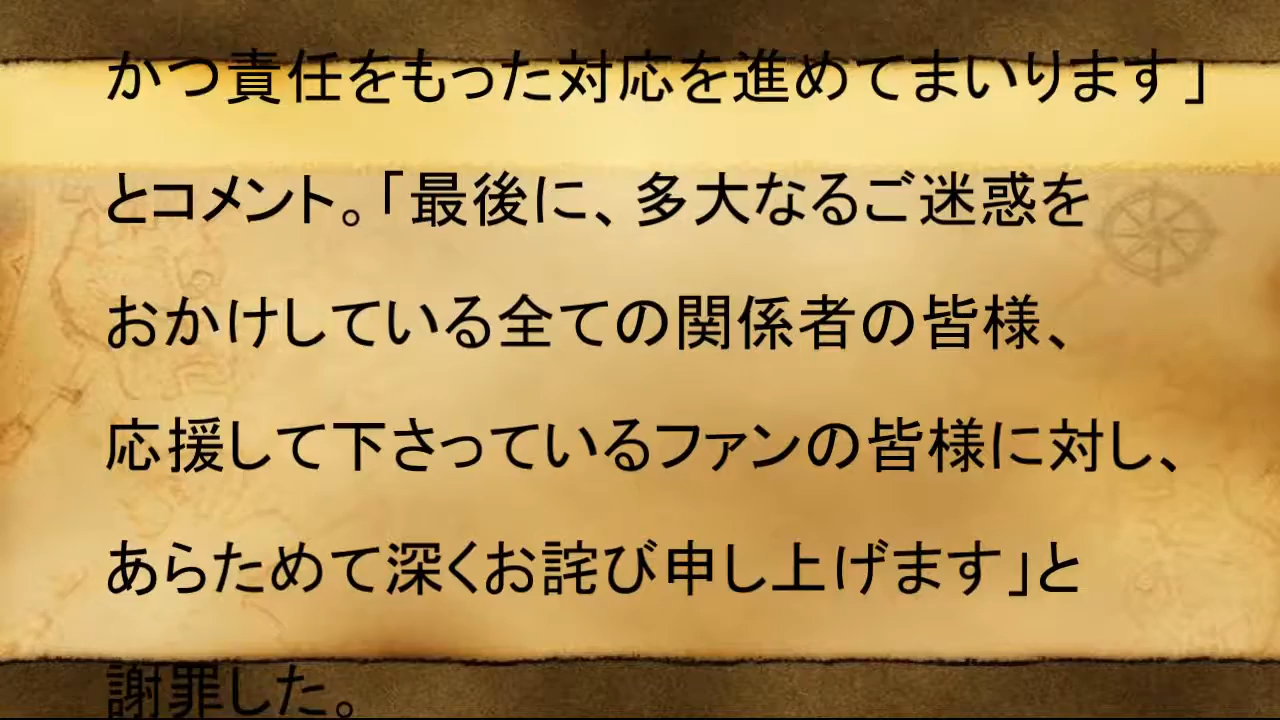 かつ責任をもった対応を進めてまいります」
とコメント。「最後に、多大なるご迷惑を
おかけしている全ての関係者の皆様、
応援して下さっているファンの皆様に対し、
あらためて深くお詫び申し上げます」と
謝罪した。